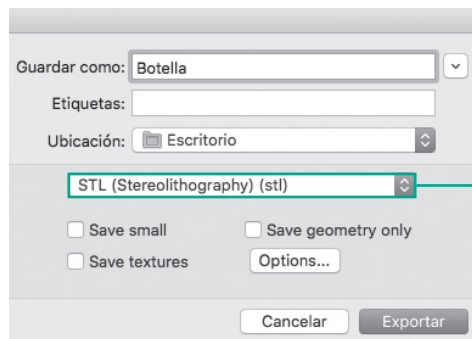 Guardar como: Botella
Etiquetas:
Ubicación: Escritorio
STL (Stereolithography) (stl)
Save small Save geometry only
Save textures Options...
Cancelar Exportar